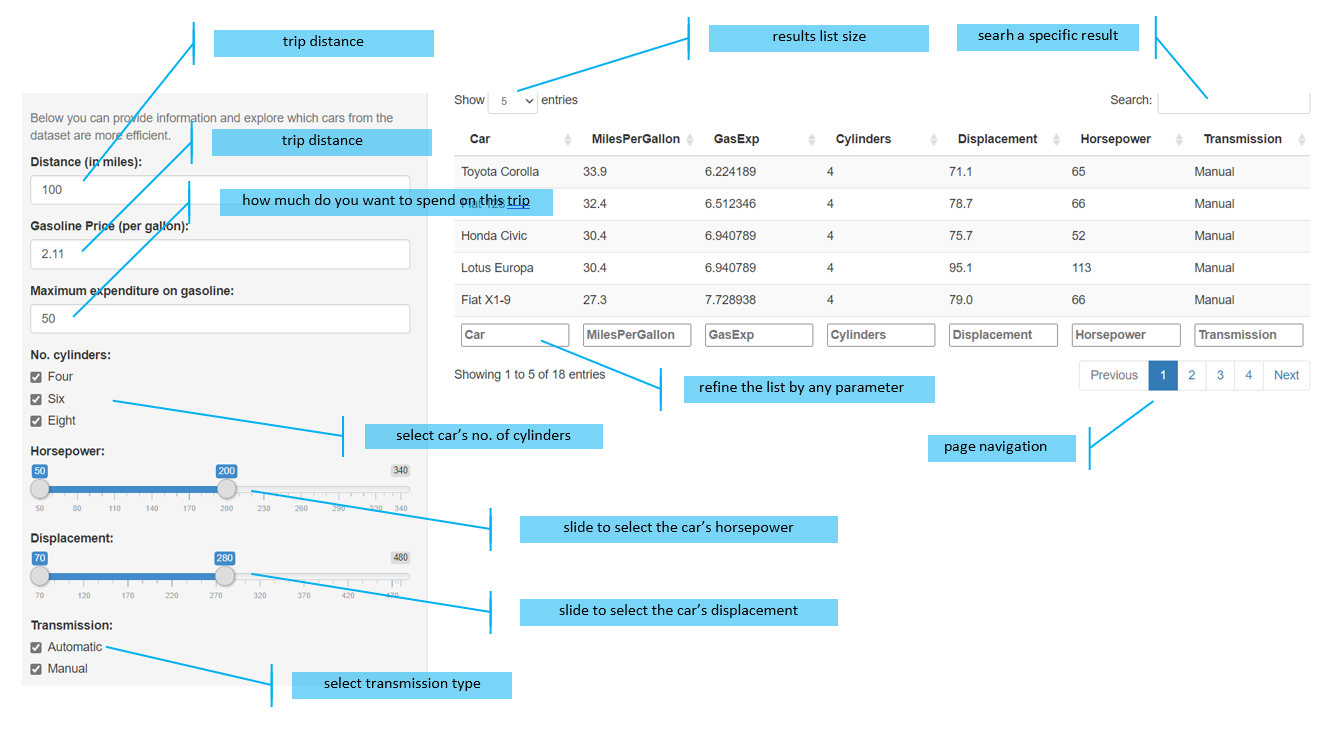 trip distance
results list size
searh a specific result
Show 5 entries
Search:
Below you can provide information and explore which cars from the
dataset are more efficient.
trip distance
Distance (in miles):
100
how much do you want to spend on this trip
Gasoline Price (per gallon):
2.11
Maximum expenditure on gasoline:
50
No. cylinders:
Four
Six
Eight
select car's no. of cylinders
Horsepower:
50 200 340
50 80 110 140 170 200 230 260 290 320 340
slide to select the car's horsepower
Displacement:
70 280 480
70 120 170 220 270 320 370 420 470
slide to select the car's displacement
Transmission:
Automatic
Manual
select transmission type
Car MilesPerGallon GasExp Cylinders Displacement Horsepower Transmission
Toyota Corolla 33.9 6.224189 4 71.1 65 Manual
32.4 6.512346 4 78.7 66 Manual
Honda Civic 30.4 6.940789 4 75.7 52 Manual
Lotus Europa 30.4 6.940789 4 95.1 113 Manual
Fiat X1-9 27.3 7.728938 4 79.0 66 Manual
Car MilesPerGallon GasExp Cylinders Displacement Horsepower Transmission
Showing 1 to 5 of 18 entries
Previous 1 2 3 4 Next
refine the list by any parameter
page navigation